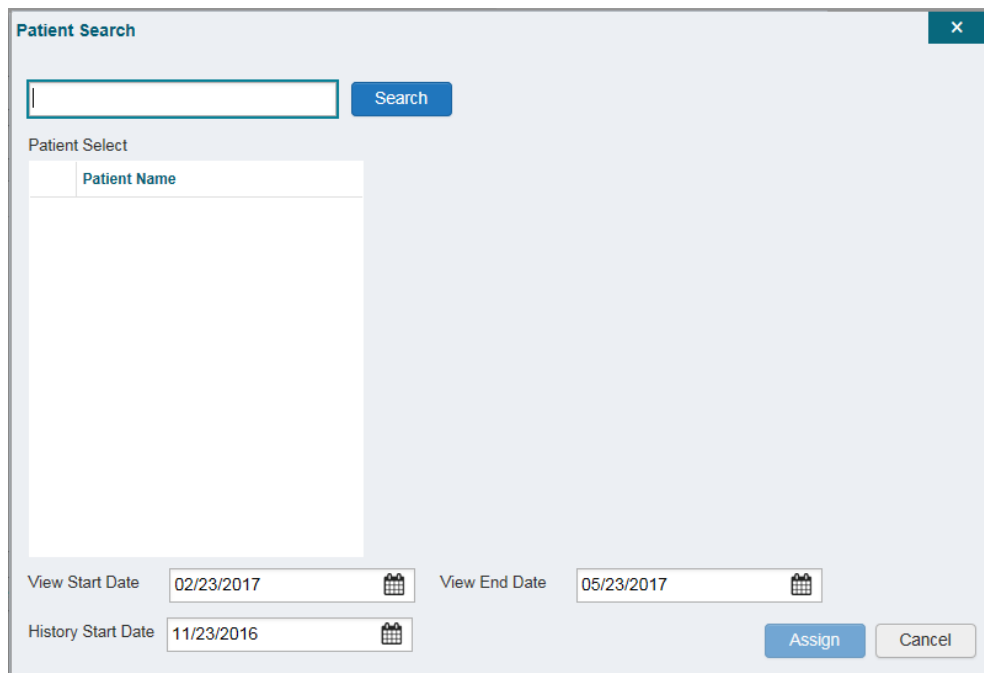 Patient Search
×
Search
Patient Select
Patient Name
View Start Date 02/23/2017 View End Date 05/23/2017
History Start Date 11/23/2016 Assign Cancel